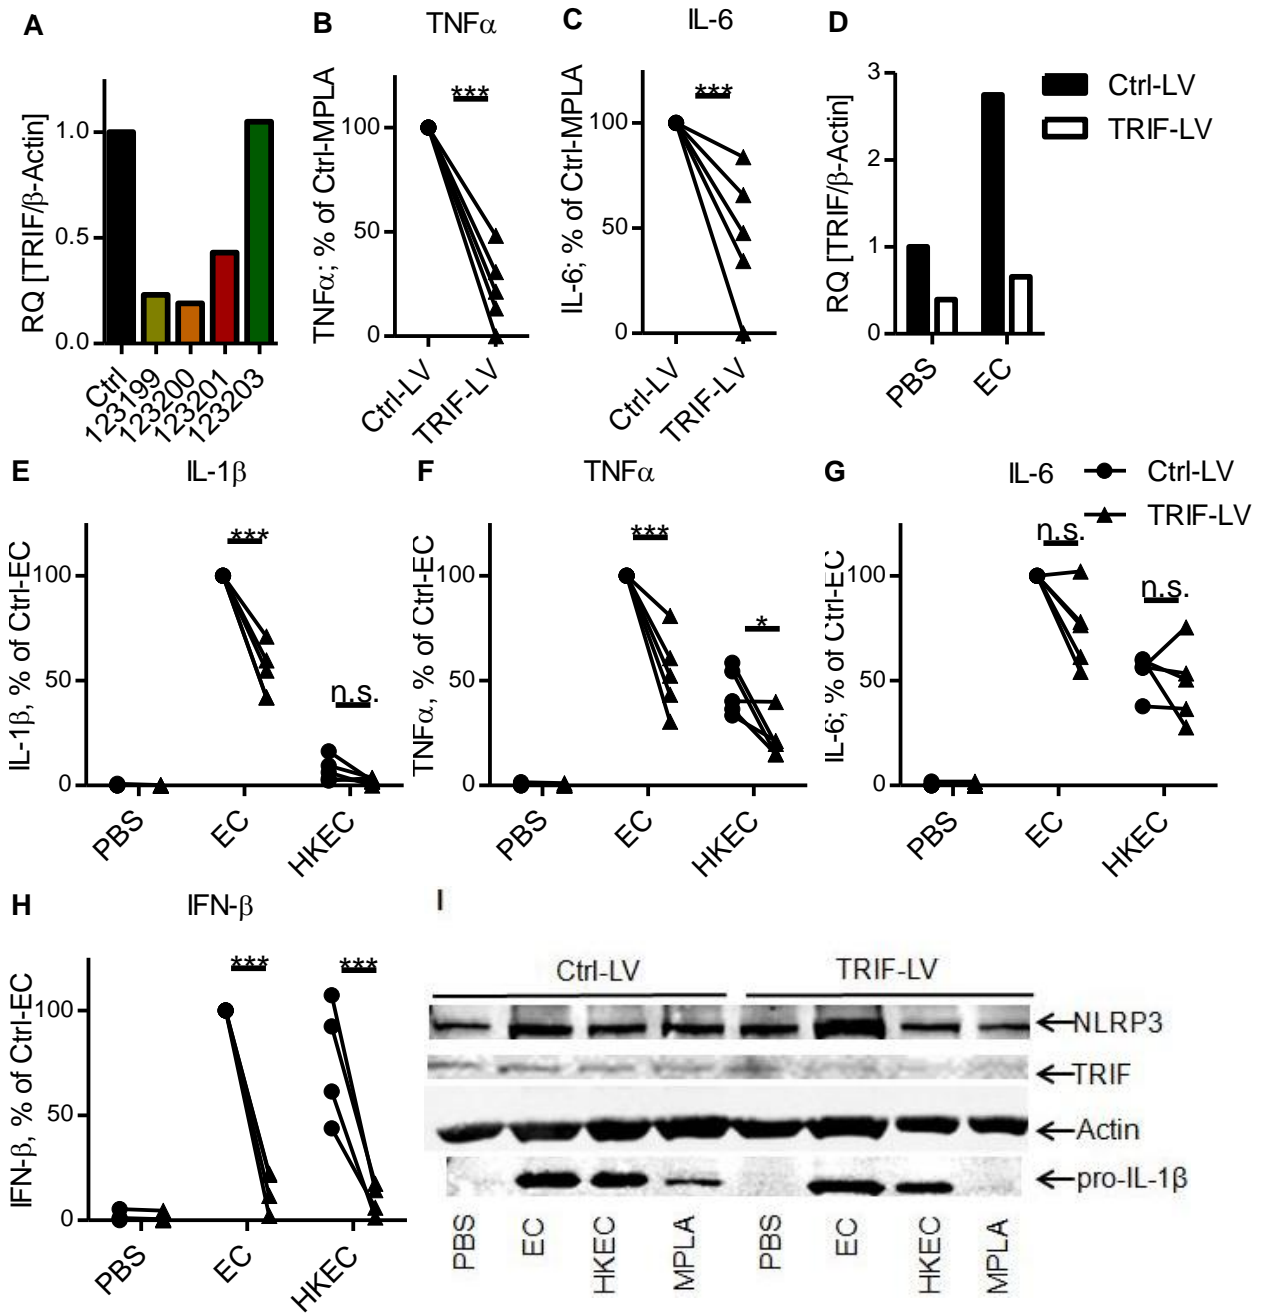 A
RQ [TRIF/β-Actin]
1.0
0.5
0.0
Ctrl
123199
123200
123201
123203
B
TNFα
TNFα; % of Ctrl-MPLA
100
50
0
***
Ctrl-LV
TRIF-LV
C
IL-6
IL-6; % of Ctrl-MPLA
100
50
0
***
Ctrl-LV
TRIF-LV
D
RQ [TRIF/β-Actin]
3
2
1
0
PBS
EC
Ctrl-LV
TRIF-LV
E
IL-1β
IL-1β, % of Ctrl-EC
100
50
0
***
n.s.
PBS
EC
HKEC
F
TNFα
TNFα, % of Ctrl-EC
100
50
0
***
*
PBS
EC
HKEC
G
IL-6
Ctrl-LV
TRIF-LV
IL-6; % of Ctrl-EC
100
50
0
n.s.
n.s.
PBS
EC
HKEC
H
IFN-β
IFN-β, % of Ctrl-EC
100
50
0
***
***
PBS
EC
HKEC
I
Ctrl-LV
TRIF-LV
NLRP3
TRIF
Actin
pro-IL-1β
PBS
EC
HKEC
MPLA
PBS
EC
HKEC
MPLA